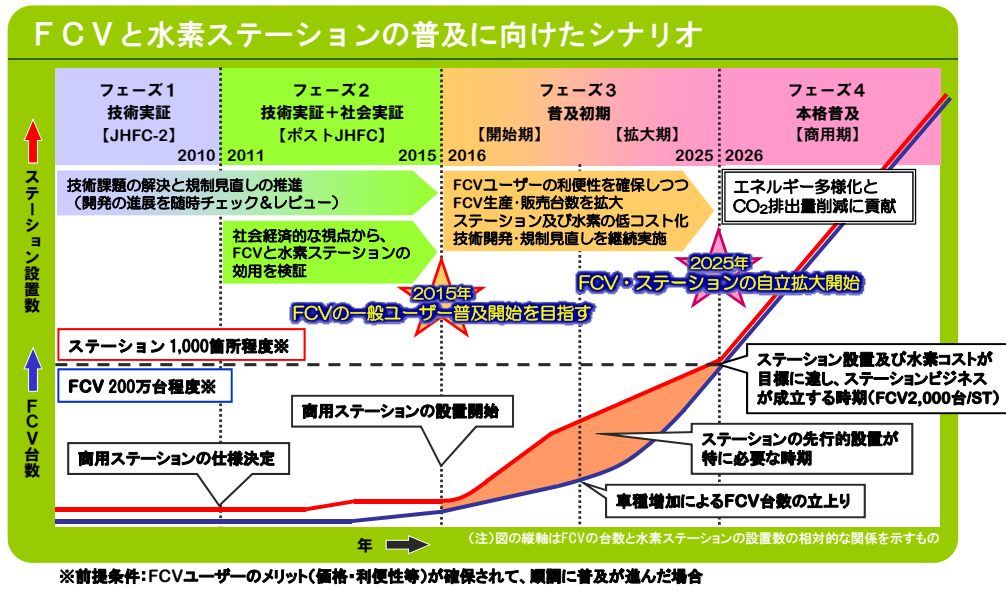 FCVと水素ステーションの普及に向けたシナリオ
フェーズ1
技術実証
【JHFC-2】
2010
フェーズ2
技術実証+社会実証
【ポストJHFC】
2011
2015
フェーズ3
普及初期
【開始期】
【拡大期】
2016
2025
フェーズ4
本格普及
【商用期】
2026
ステーション設置数
FCV台数
技術課題の解決と規制見直しの推進
(開発の進展を随時チェック&レビュー)
社会経済的な視点から、
FCVと水素ステーションの
効用を検証
FCVユーザーの利便性を確保しつつ
FCV生産・販売台数を拡大
ステーション及び水素の低コスト化
技術開発・規制見直しを継続実施
エネルギー多様化と
CO₂排出量削減に貢献
2015年
FCVの一般ユーザー普及開始を目指す
2025年
FCV・ステーションの自立拡大開始
ステーション 1,000箇所程度※
FCV 200万台程度※
ステーション設置及び水素コストが
目標に達し、ステーションビジネス
が成立する時期(FCV2,000台/ST)
商用ステーションの設置開始
商用ステーションの仕様決定
ステーションの先行的設置が
特に必要な時期
車種増加によるFCV台数の立上り
年
(注)図の縦軸はFCVの台数と水素ステーションの設置数の相対的な関係を示すもの
※前提条件:FCVユーザーのメリット(価格・利便性等)が確保されて、順調に普及が進んだ場合